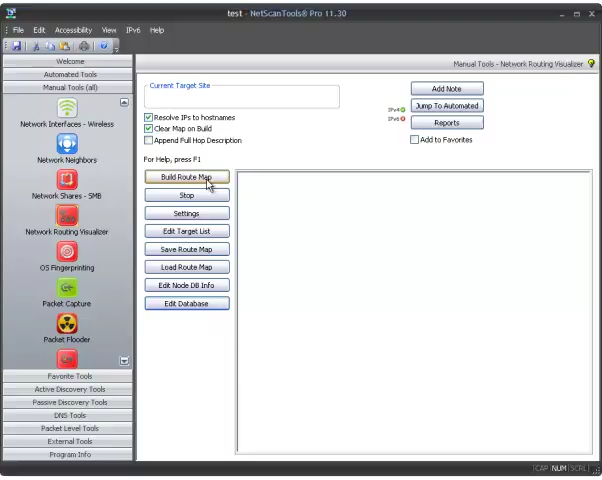 test - NetScanTools® Pro 11.30
File Edit Accessibility View IPv6 Help
Welcome
Automated Tools
Manual Tools (all)
Network Interfaces - Wireless
Network Neighbors
Network Shares - SMB
Network Routing Visualizer
OS Fingerprinting
Packet Capture
Packet Flooder
Favorite Tools
Active Discovery Tools
Passive Discovery Tools
DNS Tools
Packet Level Tools
External Tools
Program Info
Manual Tools - Network Routing Visualizer
Current Target Site
Resolve IPs to hostnames
Clear Map on Build
Append Full Hop Description
For Help, press F1
IPv4
IPv6
Add Note
Jump To Automated
Reports
Add to Favorites
Build Route Map
Stop
Settings
Edit Target List
Save Route Map
Load Route Map
Edit Node DB Info
Edit Database
CAP NUM SCRL